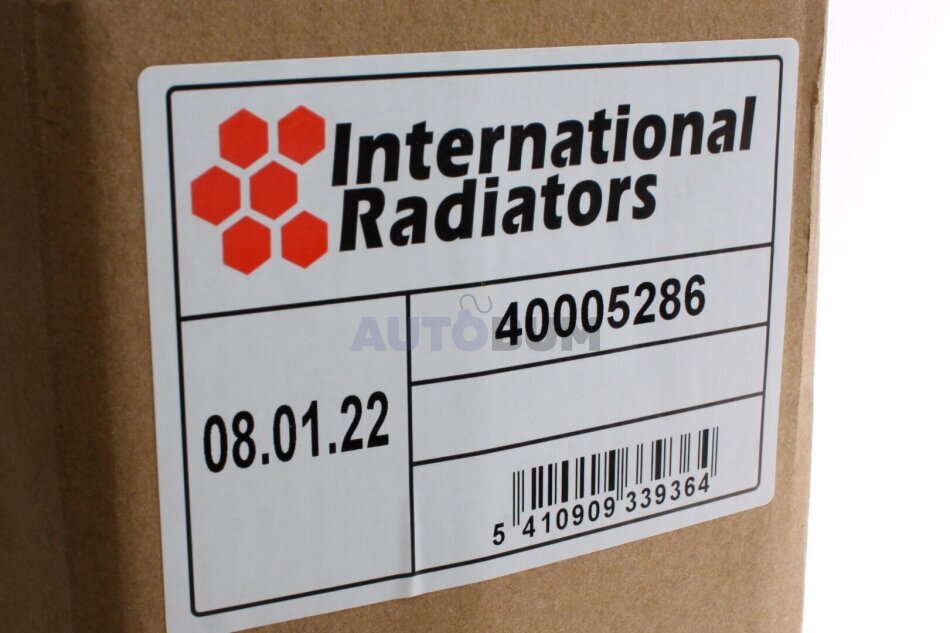 International
Radiators
40005286
AUTOBUM
08.01.22
5 410909 339364